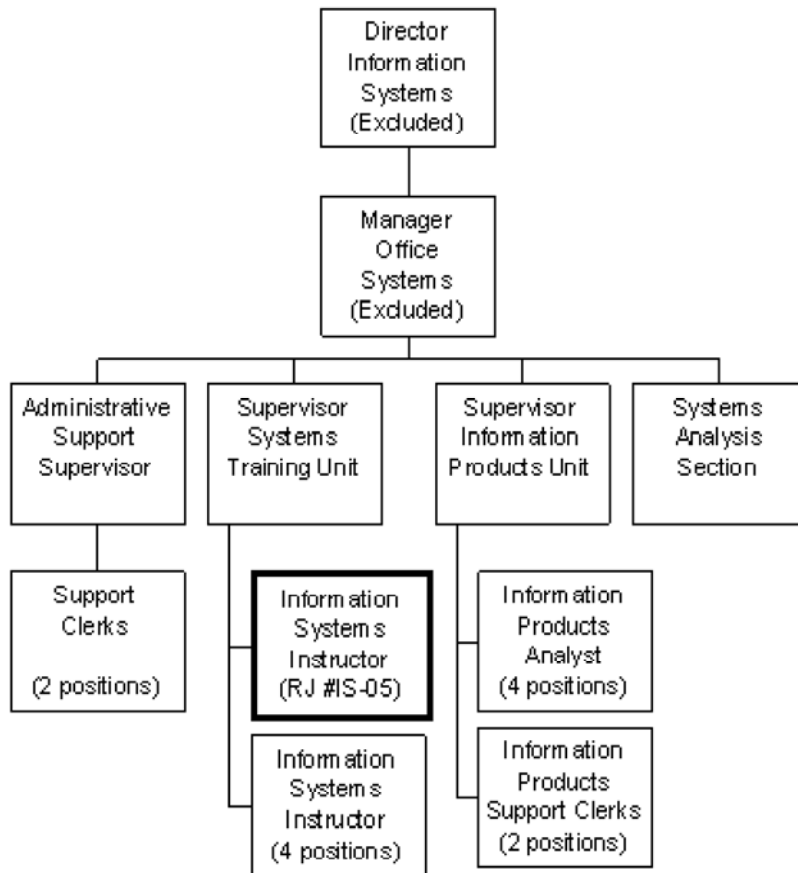 Director
Information
Systems
(Excluded)
Manager
Office
Systems
(Excluded)
Administrative
Support
Supervisor
Supervisor
Systems
Training Unit
Supervisor
Information
Products Unit
Systems
Analysis
Section
Support
Clerks
(2 positions)
Information
Systems
Instructor
(RJ #IS-05)
Information
Systems
Instructor
(4 positions)
Information
Products
Analyst
(4 positions)
Information
Products
Support Clerks
(2 positions)